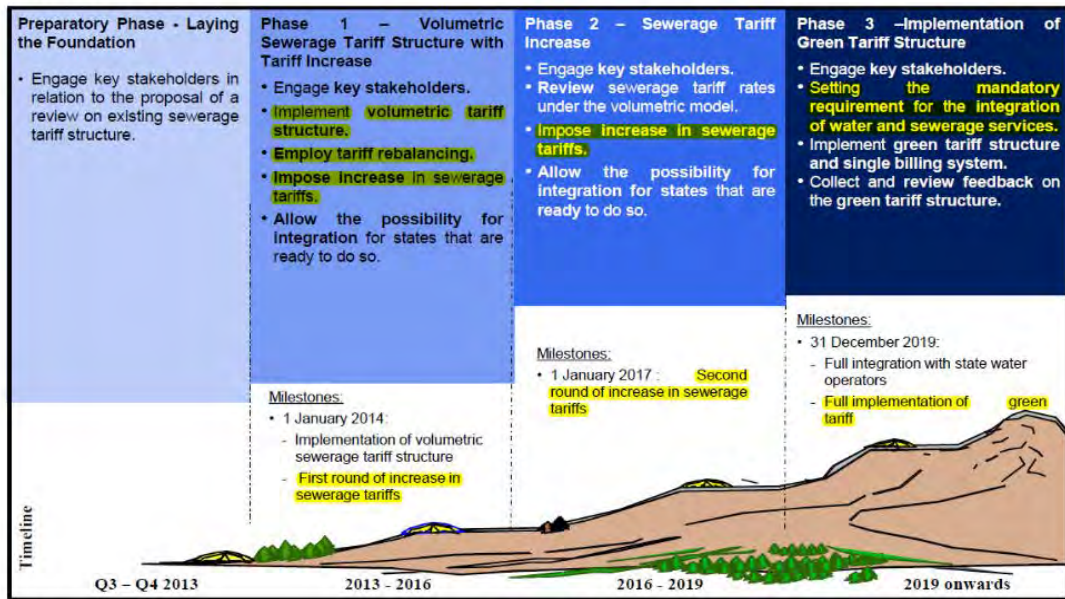 Preparatory Phase - Laying
the Foundation
• Engage key stakeholders in
relation to the proposal of a
review on existing sewerage
tariff structure.
Phase 1 – Volumetric
Sewerage Tariff Structure with
Tariff Increase
• Engage key stakeholders.
• Implement volumetric tariff
structure.
• Employ tariff rebalancing.
• Impose increase in sewerage
tariffs.
• Allow the possibility for
integration for states that are
ready to do so.
Phase 2 – Sewerage Tariff
Increase
• Engage key stakeholders.
• Review sewerage tariff rates
under the volumetric model.
• Impose increase in sewerage
tariffs.
• Allow the possibility for
integration for states that are
ready to do so.
Phase 3 –Implementation of
Green Tariff Structure
• Engage key stakeholders.
• Setting the mandatory
requirement for the integration
of water and sewerage services.
• Implement green tariff structure
and single billing system.
• Collect and review feedback on
the green tariff structure.
Milestones:
• 1 January 2014:
- Implementation of volumetric
sewerage tariff structure
- First round of increase in
sewerage tariffs
Milestones:
• 1 January 2017 : Second
round of increase in sewerage
tariffs
Milestones:
• 31 December 2019:
- Full integration with state water
operators
- Full implementation of green
tariff
Timeline
Q3 – Q4 2013
2013 - 2016
2016 - 2019
2019 onwards